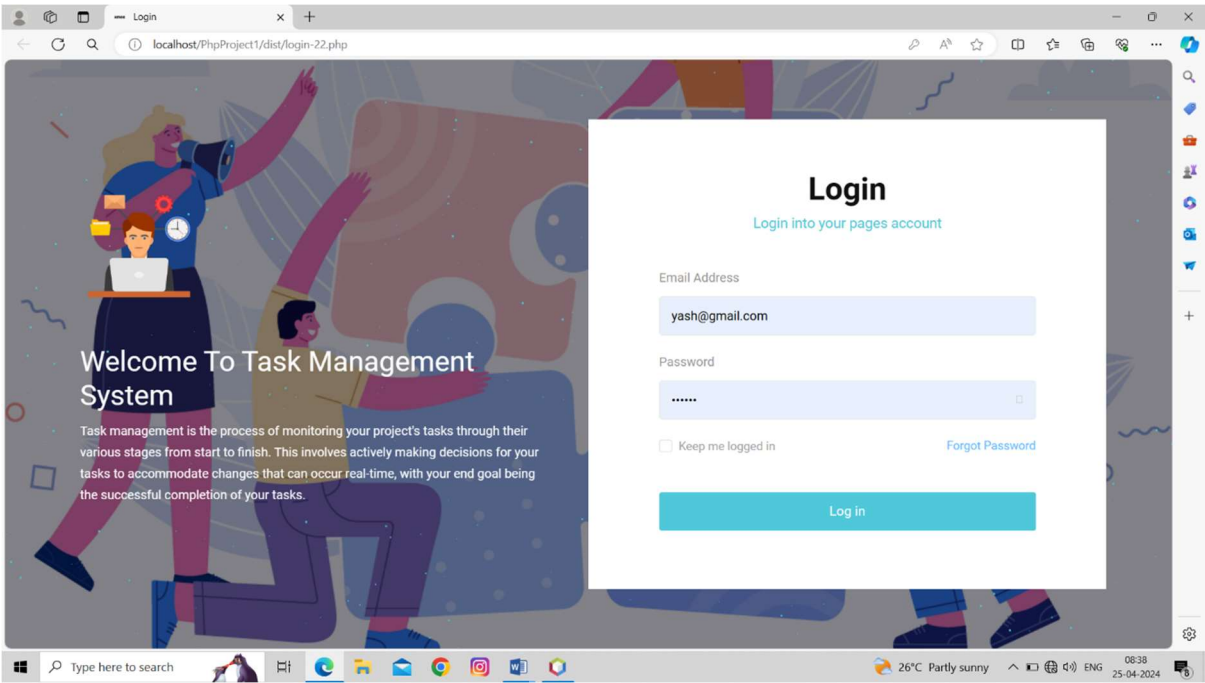 Login
localhost/PhpProject1/dist/login-22.php
Login
Login into your pages account
Email Address
yash@gmail.com
Password
••••••
Keep me logged in
Forgot Password
Log in
Welcome To Task Management
System
Task management is the process of monitoring your project's tasks through their
various stages from start to finish. This involves actively making decisions for your
tasks to accommodate changes that can occur real-time, with your end goal being
the successful completion of your tasks.
Type here to search
26°C Partly sunny
ENG
08:38
25-04-2024
8